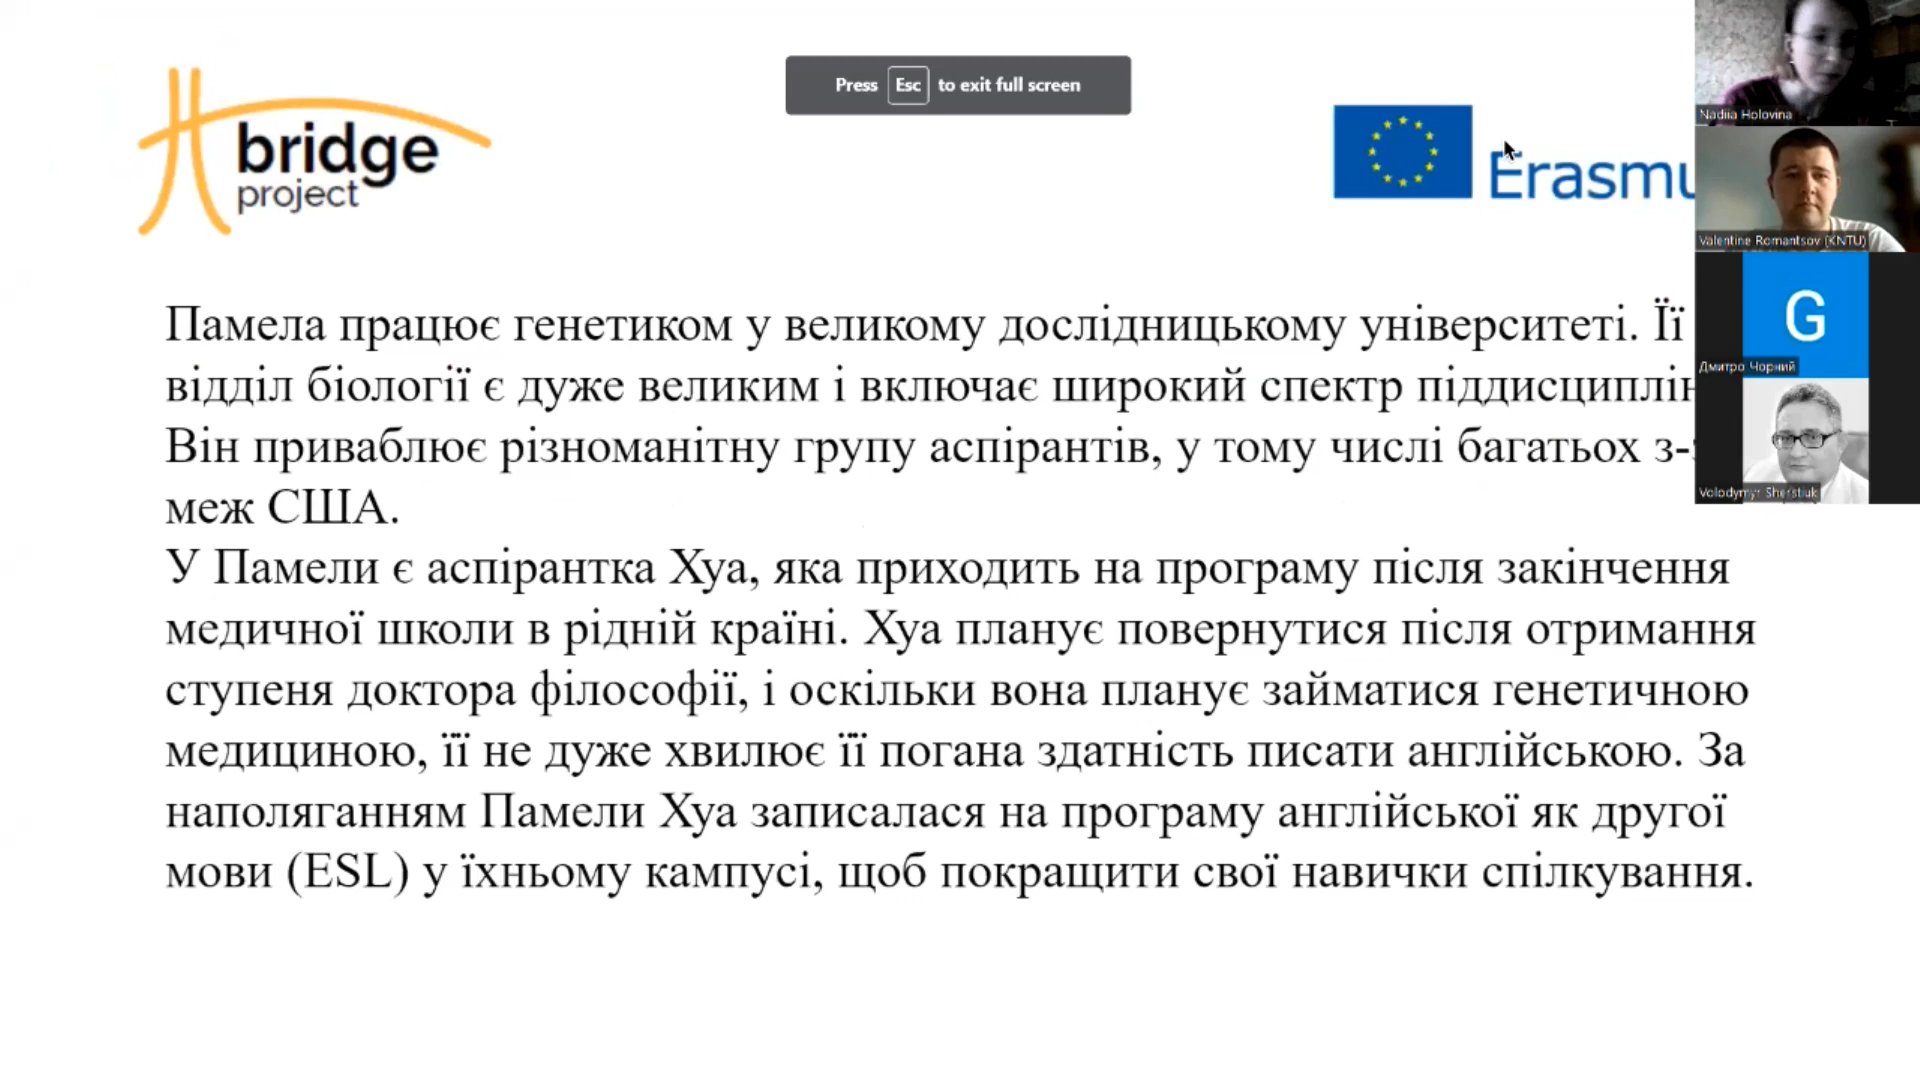 bridge
project
Press Esc to exit full screen
Erasmu
Nadiia Holovina
Valentine Romantsov (KNTU)
G
Дмитро Чорний
Volodymyr Sherstiuk
Памела працює генетиком у великому дослідницькому університеті. Її
відділ біології є дуже великим і включає широкий спектр піддисциплін
Він приваблює різноманітну групу аспірантів, у тому числі багатьох з-
меж США.
У Памели є аспірантка Хуа, яка приходить на програму після закінчення
медичної школи в рідній країні. Хуа планує повернутися після отримання
ступеня доктора філософії, і оскільки вона планує займатися генетичною
медициною, її не дуже хвилює її погана здатність писати англійською. За
наполяганням Памели Хуа записалася на програму англійської як другої
мови (ESL) у їхньому кампусі, щоб покращити свої навички спілкування.